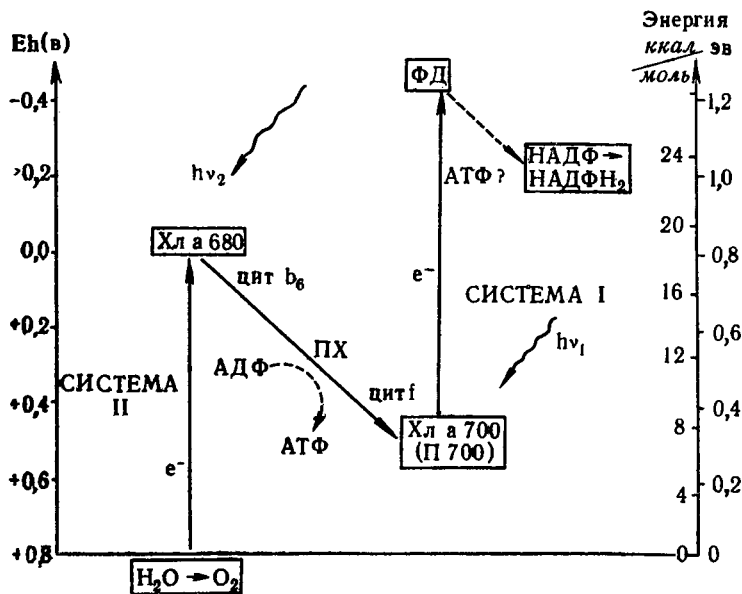 Eh(в)
−0,4
0,2
0,0
+0,2
+0,4
+0,6
+0,8
hν₂
Хл а 680
цит b₆
ПХ
АДФ
АТФ
цит f
СИСТЕМА
II
e⁻
H₂O → O₂
ФД
АТФ?
НАДФ →
НАДФН₂
e⁻
СИСТЕМА I
hν₁
Хл а 700
(П 700)
Энергия
ккал эв
моль
24
20
16
12
8
4
0
1,2
1,0
0,8
0,6
0,4
0,2
0